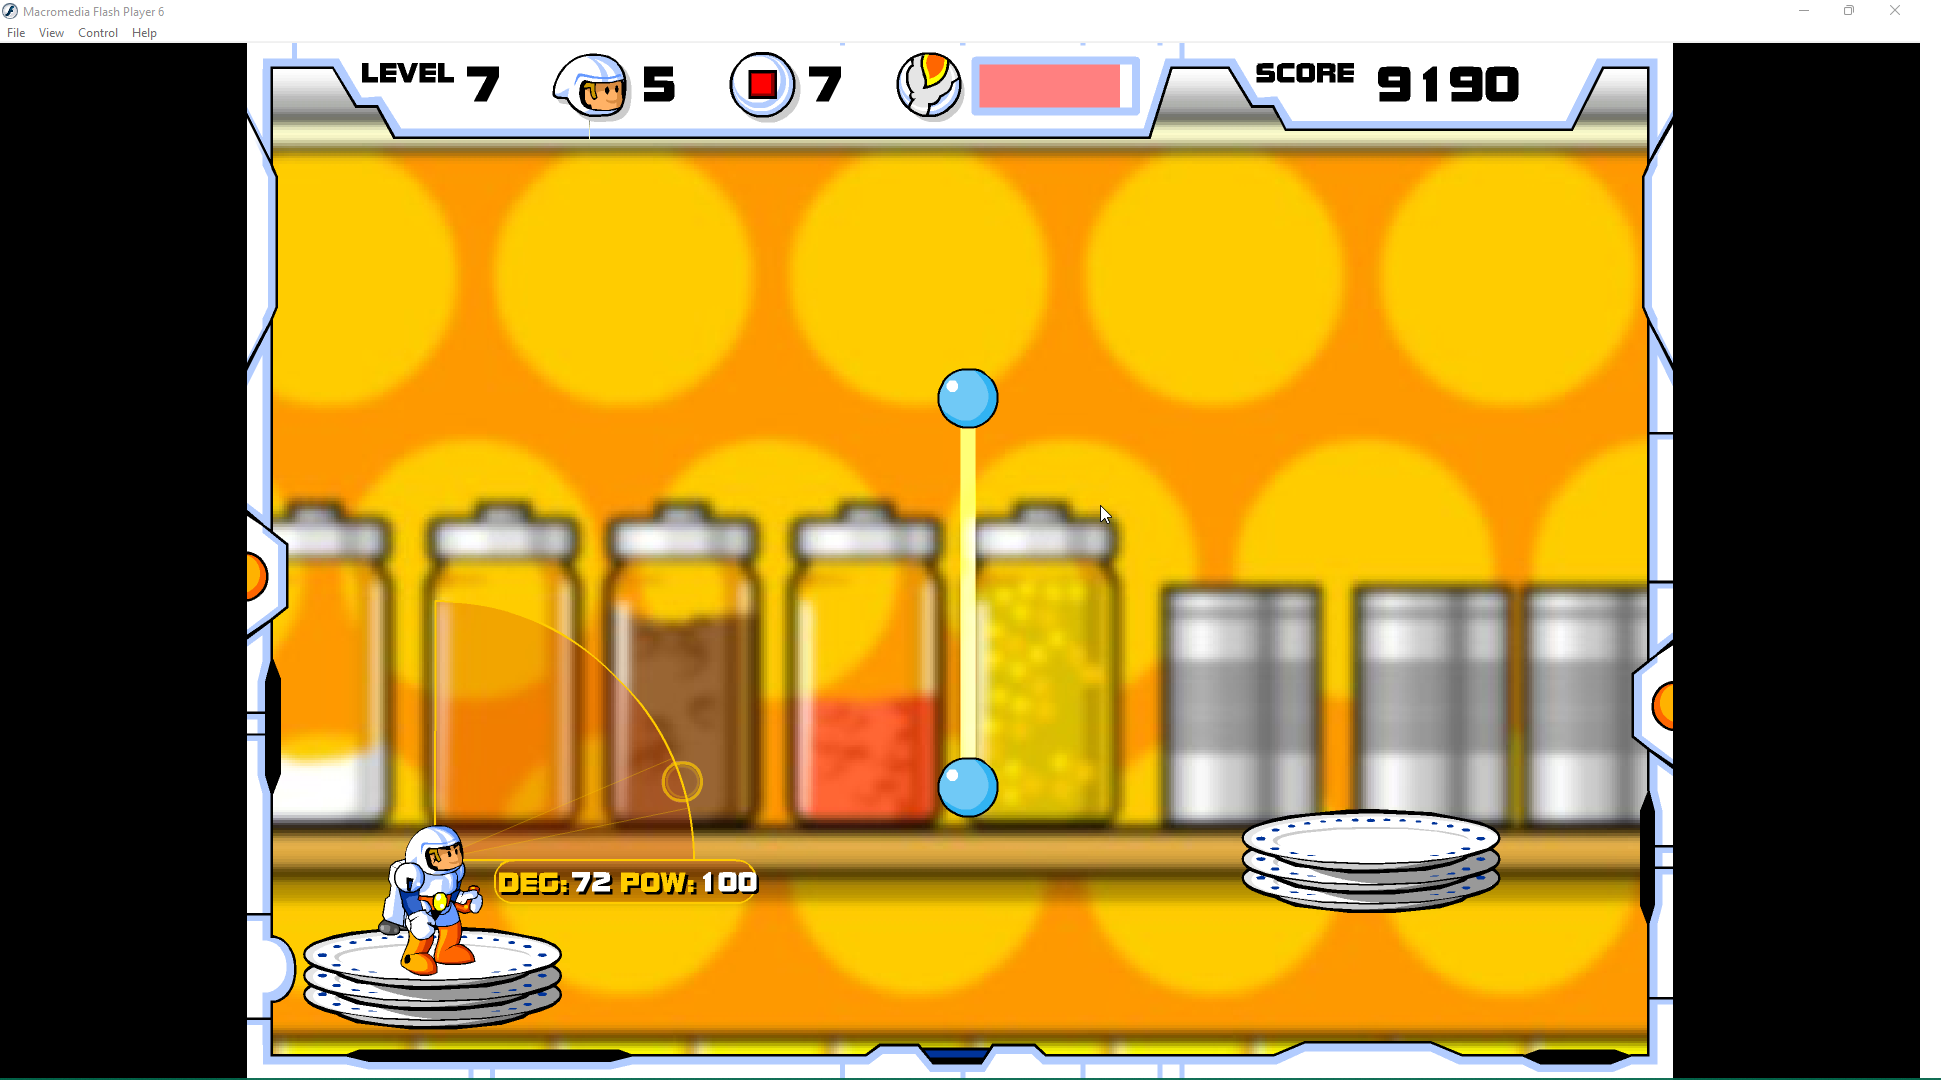 Macromedia Flash Player 6
File View Control Help
LEVEL 7 5 7 SCORE 9190
DEG:72 POW:100